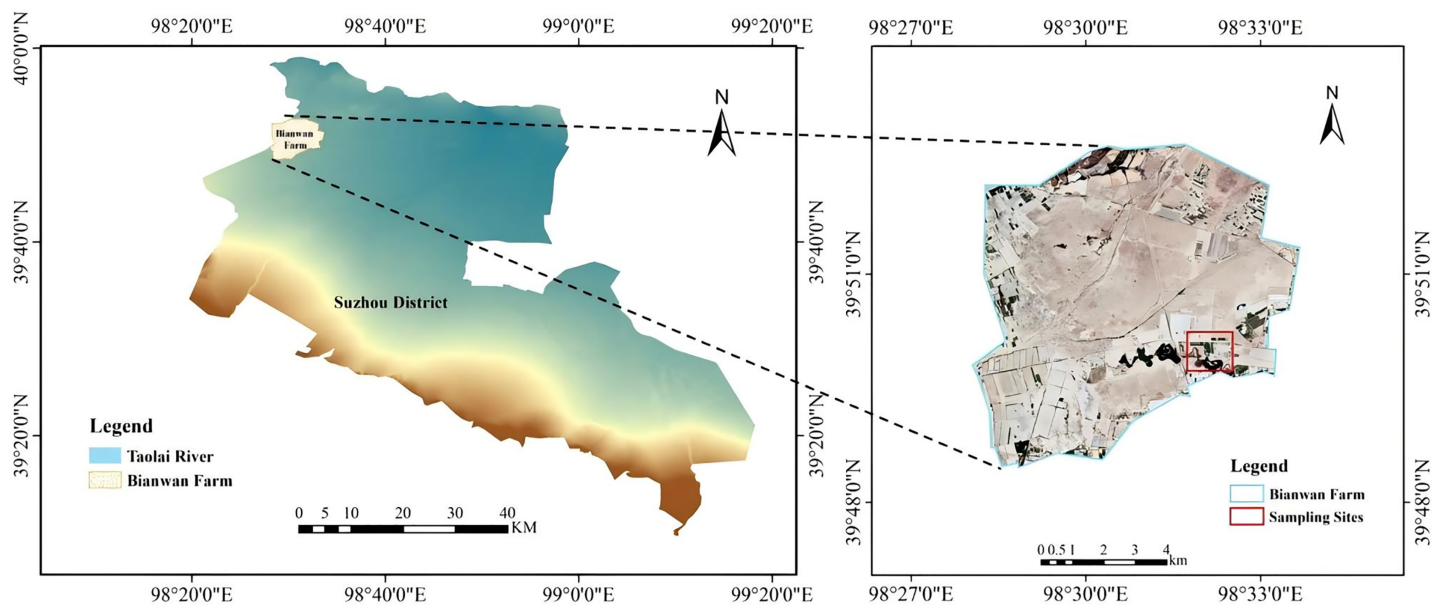 98°20'0"E 98°40'0"E 99°0'0"E 99°20'0"E
40°0'0"N
39°40'0"N
39°20'0"N
N
Bianwan
Farm
Suzhou District
Legend
Taolai River
Bianwan Farm
0 5 10 20 30 40
KM
39°40'0"N
39°20'0"N
98°20'0"E 98°40'0"E 99°0'0"E 99°20'0"E
98°27'0"E 98°30'0"E 98°33'0"E
N
39°51'0"N
39°48'0"N
Legend
Bianwan Farm
Sampling Sites
0 0.5 1 2 3 4
km
39°51'0"N
39°48'0"N
98°27'0"E 98°30'0"E 98°33'0"E